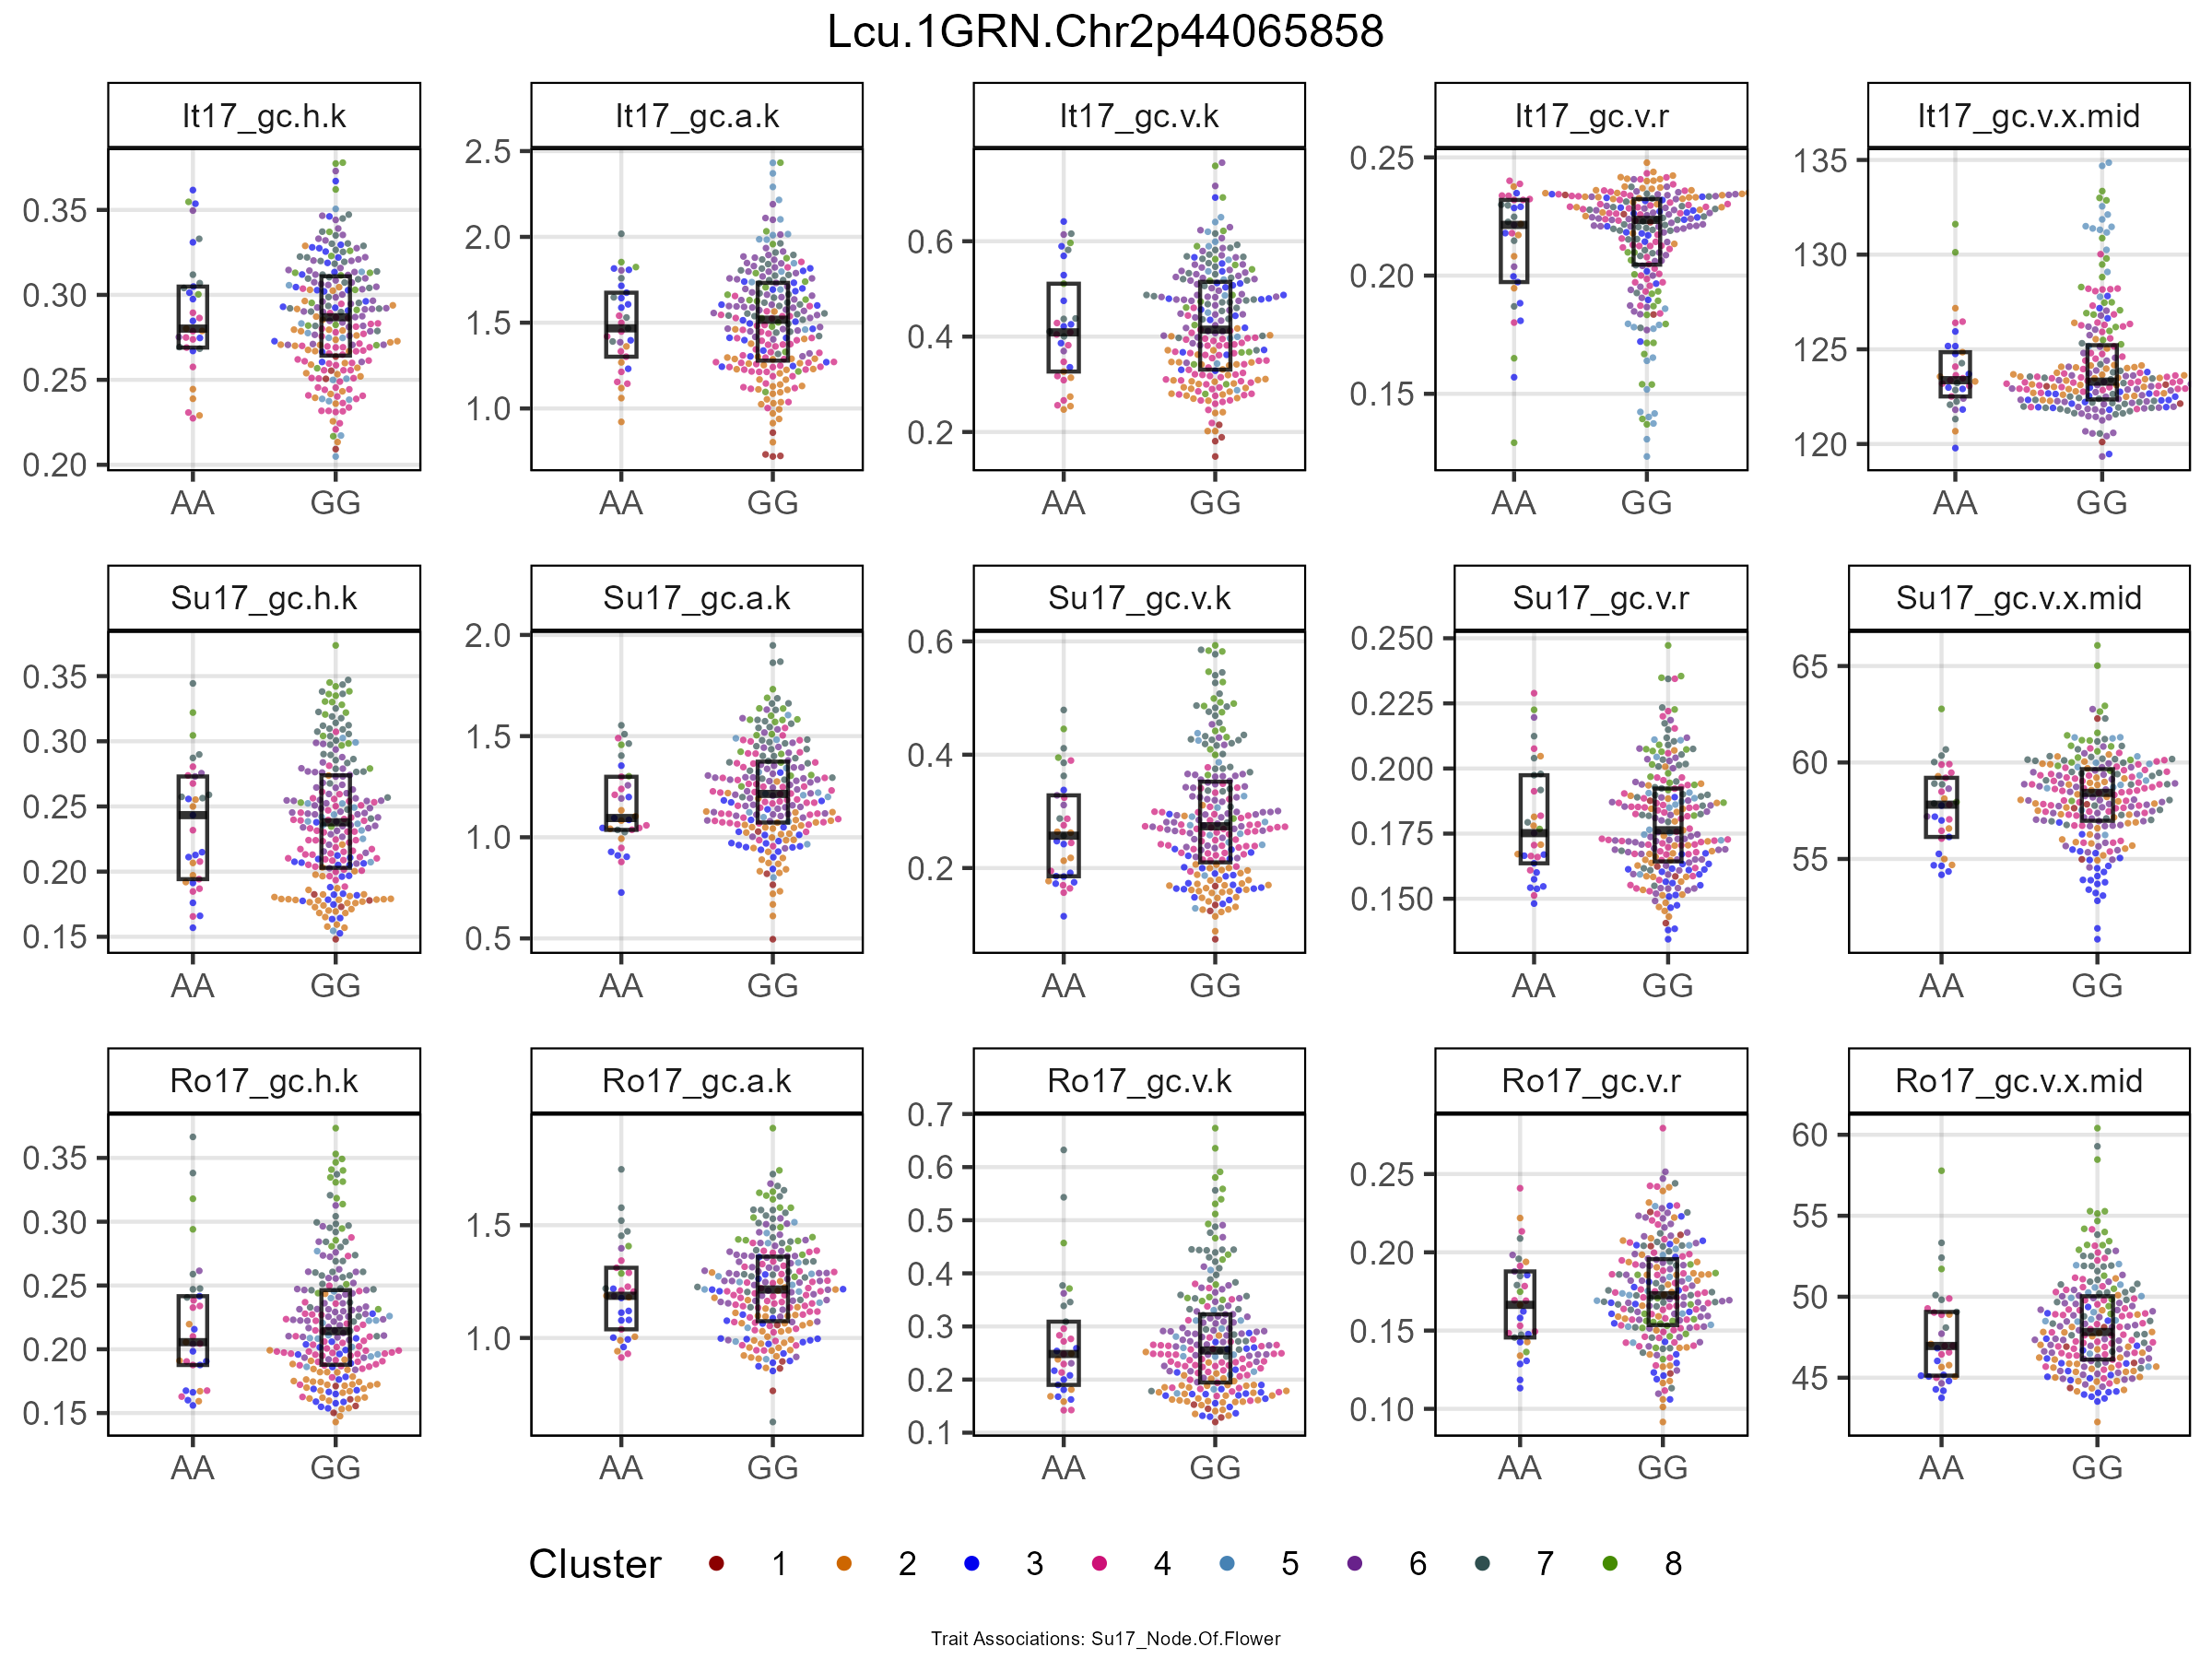 Lcu.1GRN.Chr2p44065858
It17_gc.h.k
It17_gc.a.k
It17_gc.v.k
It17_gc.v.r
It17_gc.v.x.mid
0.35
0.30
0.25
0.20
AA GG
2.5
2.0
1.5
1.0
AA GG
0.6
0.4
0.2
AA GG
0.25
0.20
0.15
AA GG
135
130
125
120
AA GG
Su17_gc.h.k
Su17_gc.a.k
Su17_gc.v.k
Su17_gc.v.r
Su17_gc.v.x.mid
0.35
0.30
0.25
0.20
0.15
AA GG
2.0
1.5
1.0
0.5
AA GG
0.6
0.4
0.2
AA GG
0.250
0.225
0.200
0.175
0.150
AA GG
65
60
55
AA GG
Ro17_gc.h.k
Ro17_gc.a.k
Ro17_gc.v.k
Ro17_gc.v.r
Ro17_gc.v.x.mid
0.35
0.30
0.25
0.20
0.15
AA GG
1.5
1.0
AA GG
0.7
0.6
0.5
0.4
0.3
0.2
0.1
AA GG
0.25
0.20
0.15
0.10
AA GG
60
55
50
45
AA GG
Cluster 1 2 3 4 5 6 7 8
Trait Associations: Su17_Node.Of.Flower